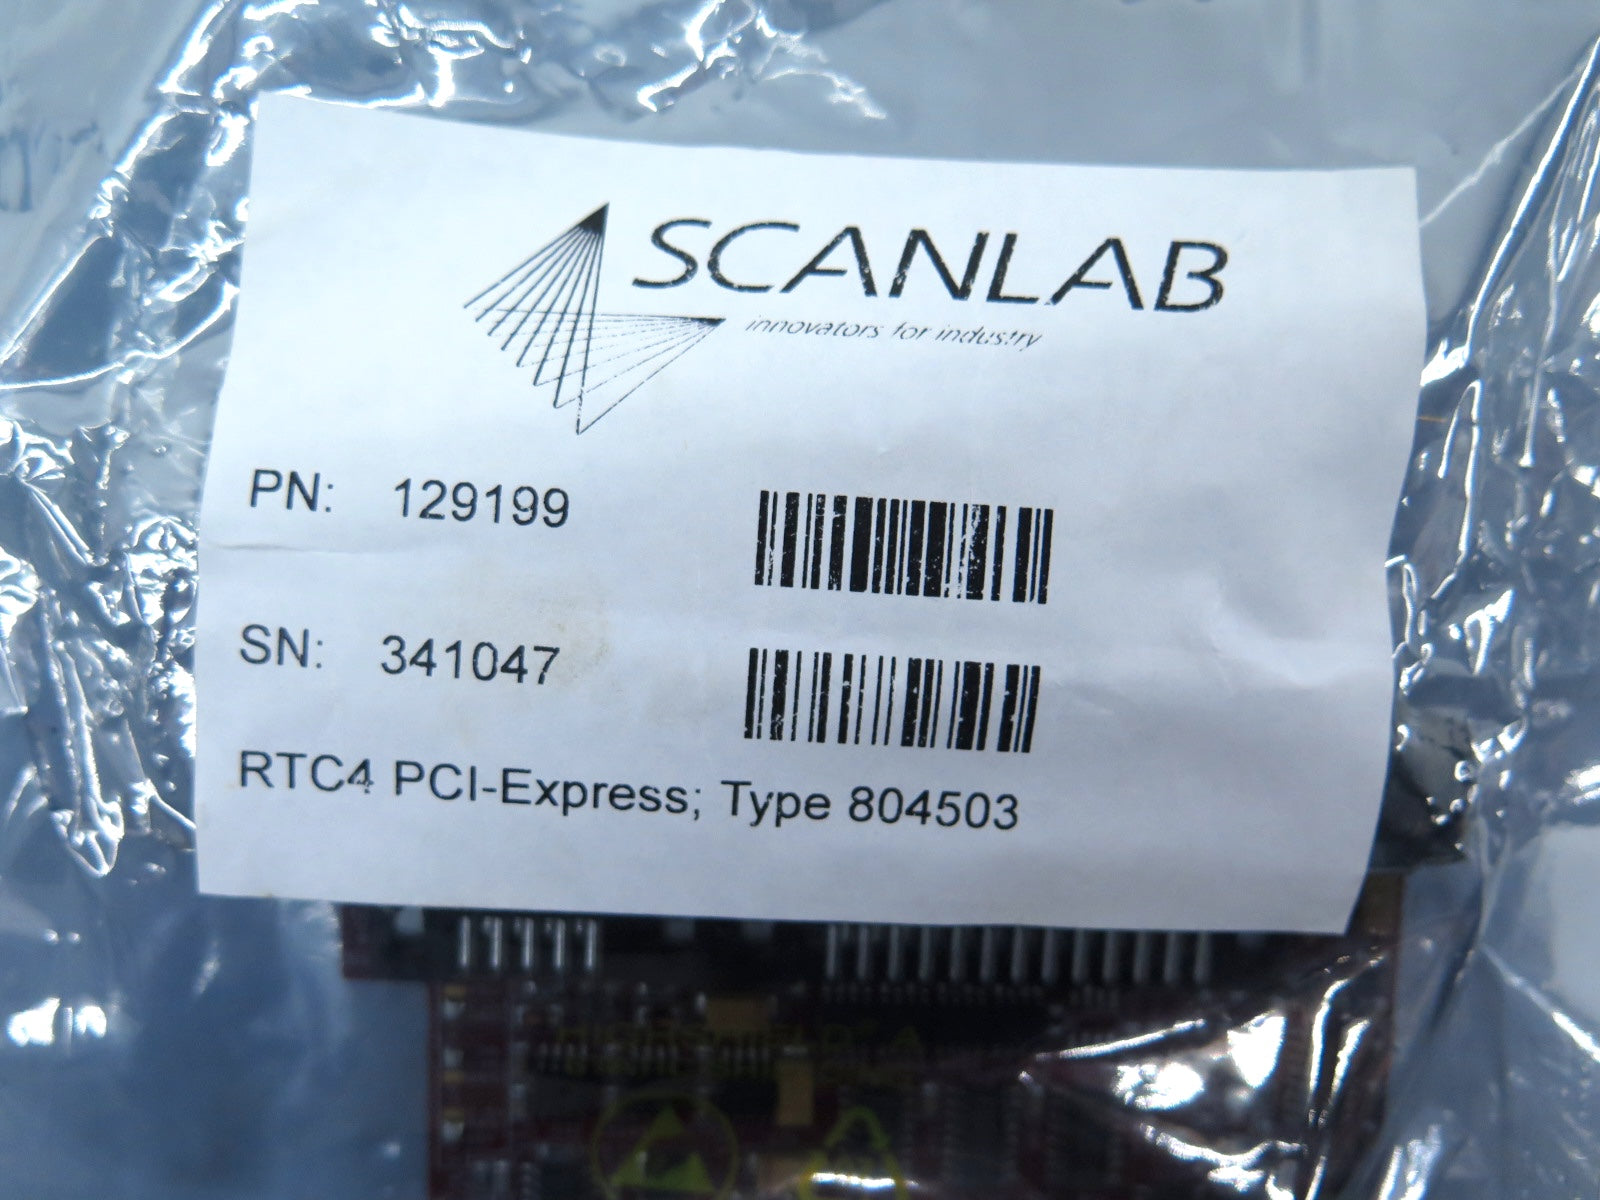 SCANLAB
innovators for industry
PN: 129199
SN: 341047
RTC4 PCI-Express; Type 804503